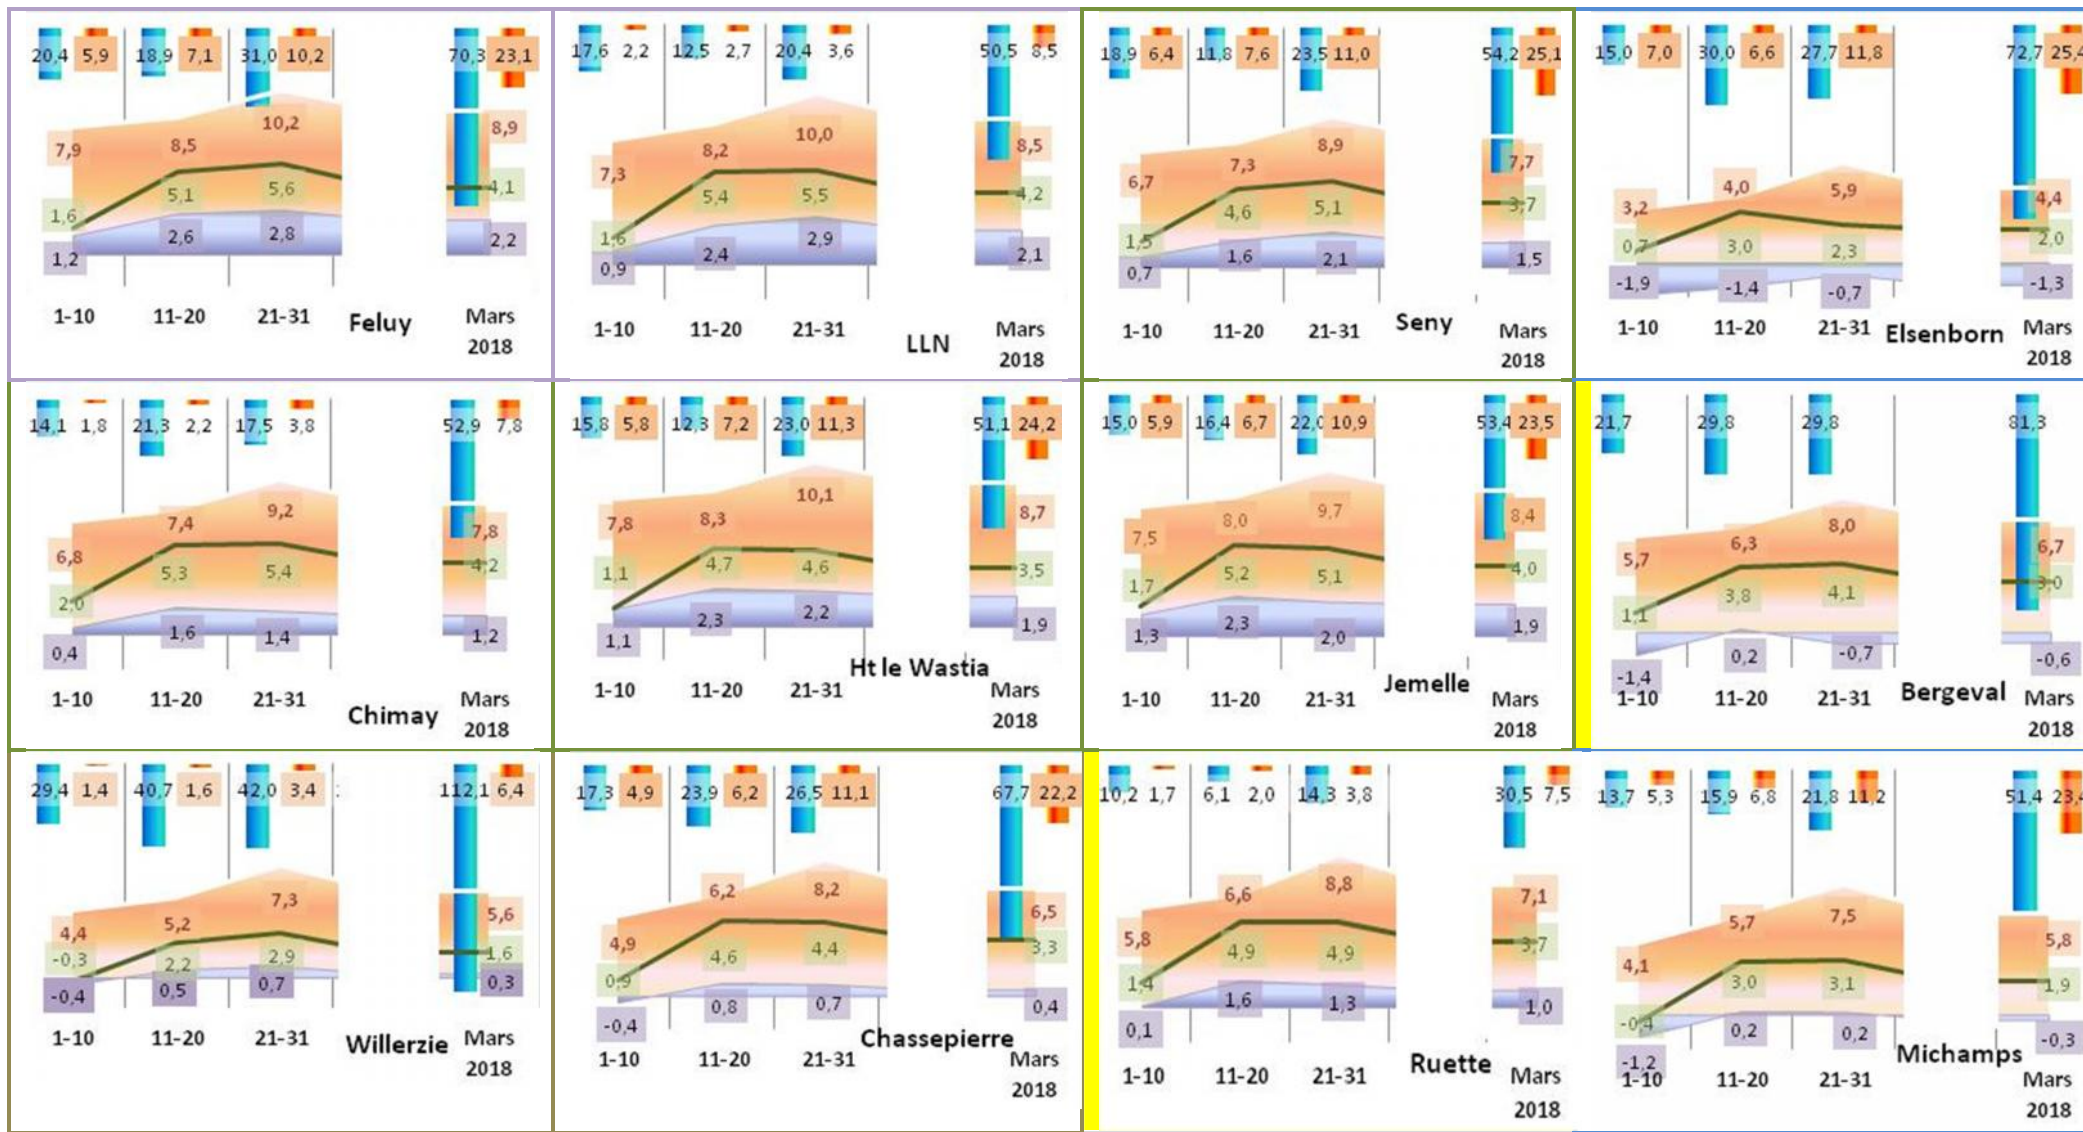 20,4 5,9 18,9 7,1 31,0 10,2 70,3 23,1
7,9 8,5 10,2 8,9
1,6 5,1 5,6 4,1
1,2 2,6 2,8 2,2
1-10 11-20 21-31 Feluy Mars
2018
17,6 2,2 12,5 2,7 20,4 3,6 50,5 8,5
7,3 8,2 10,0 8,5
1,6 5,4 5,5 4,2
0,9 2,4 2,9 2,1
1-10 11-20 21-31 LLN Mars
2018
18,9 6,4 11,8 7,6 23,5 11,0 54,2 25,1
6,7 7,3 8,9 7,7
1,5 4,6 5,1 3,7
0,7 1,6 2,1 1,5
1-10 11-20 21-31 Seny Mars
2018
15,0 7,0 30,0 6,6 27,7 11,8 72,7 25,4
3,2 4,0 5,9 4,4
0,7 3,0 2,3 2,0
-1,9 -1,4 -0,7 -1,3
1-10 11-20 21-31 Elsenborn Mars
2018
14,1 1,8 21,3 2,2 17,5 3,8 52,9 7,8
6,8 7,4 9,2 7,8
2,0 5,3 5,4 4,2
0,4 1,6 1,4 1,2
1-10 11-20 21-31 Chimay Mars
2018
15,8 5,8 12,3 7,2 23,0 11,3 51,1 24,2
7,8 8,3 10,1 8,7
1,1 4,7 4,6 3,5
1,1 2,3 2,2 1,9
1-10 11-20 21-31 Ht le Wastia Mars
2018
15,0 5,9 16,4 6,7 22,0 10,9 53,4 23,5
7,5 8,0 9,7 8,4
1,7 5,2 5,1 4,0
1,3 2,3 2,0 1,9
1-10 11-20 21-31 Jemelle Mars
2018
21,7 29,8 29,8 81,3
5,7 6,3 8,0 6,7
1,1 3,8 4,1 3,0
-1,4 0,2 -0,7 -0,6
1-10 11-20 21-31 Bergeval Mars
2018
29,4 1,4 40,7 1,6 42,0 3,4 112,1 6,4
4,4 5,2 7,3 5,6
-0,3 2,2 2,9 1,6
-0,4 0,5 0,7 0,3
1-10 11-20 21-31 Willerzie Mars
2018
17,3 4,9 23,9 6,2 26,5 11,1 67,7 22,2
4,9 6,2 8,2 6,5
0,9 4,6 4,4 3,3
-0,4 0,8 0,7 0,4
1-10 11-20 21-31 Chassepierre Mars
2018
10,2 1,7 6,1 2,0 14,3 3,8 30,5 7,5
5,8 6,6 8,8 7,1
1,4 4,9 4,9 3,7
0,1 1,6 1,3 1,0
1-10 11-20 21-31 Ruette Mars
2018
13,7 5,3 15,9 6,8 21,8 11,2 51,4 23,4
4,1 5,7 7,5 5,8
-0,4 3,0 3,1 1,9
-1,2 0,2 0,2 -0,3
1-10 11-20 21-31 Michamps Mars
2018